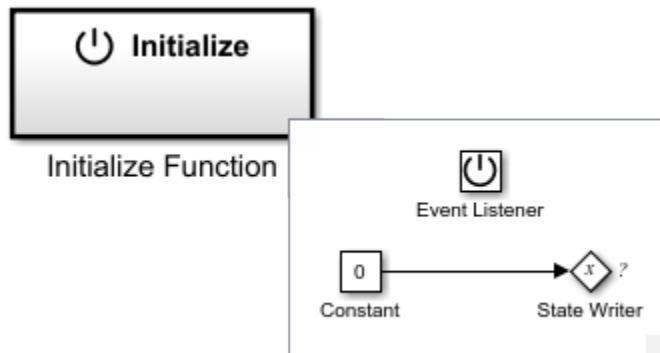 Initialize
Initialize Function
Event Listener
0
x ?
Constant
State Writer